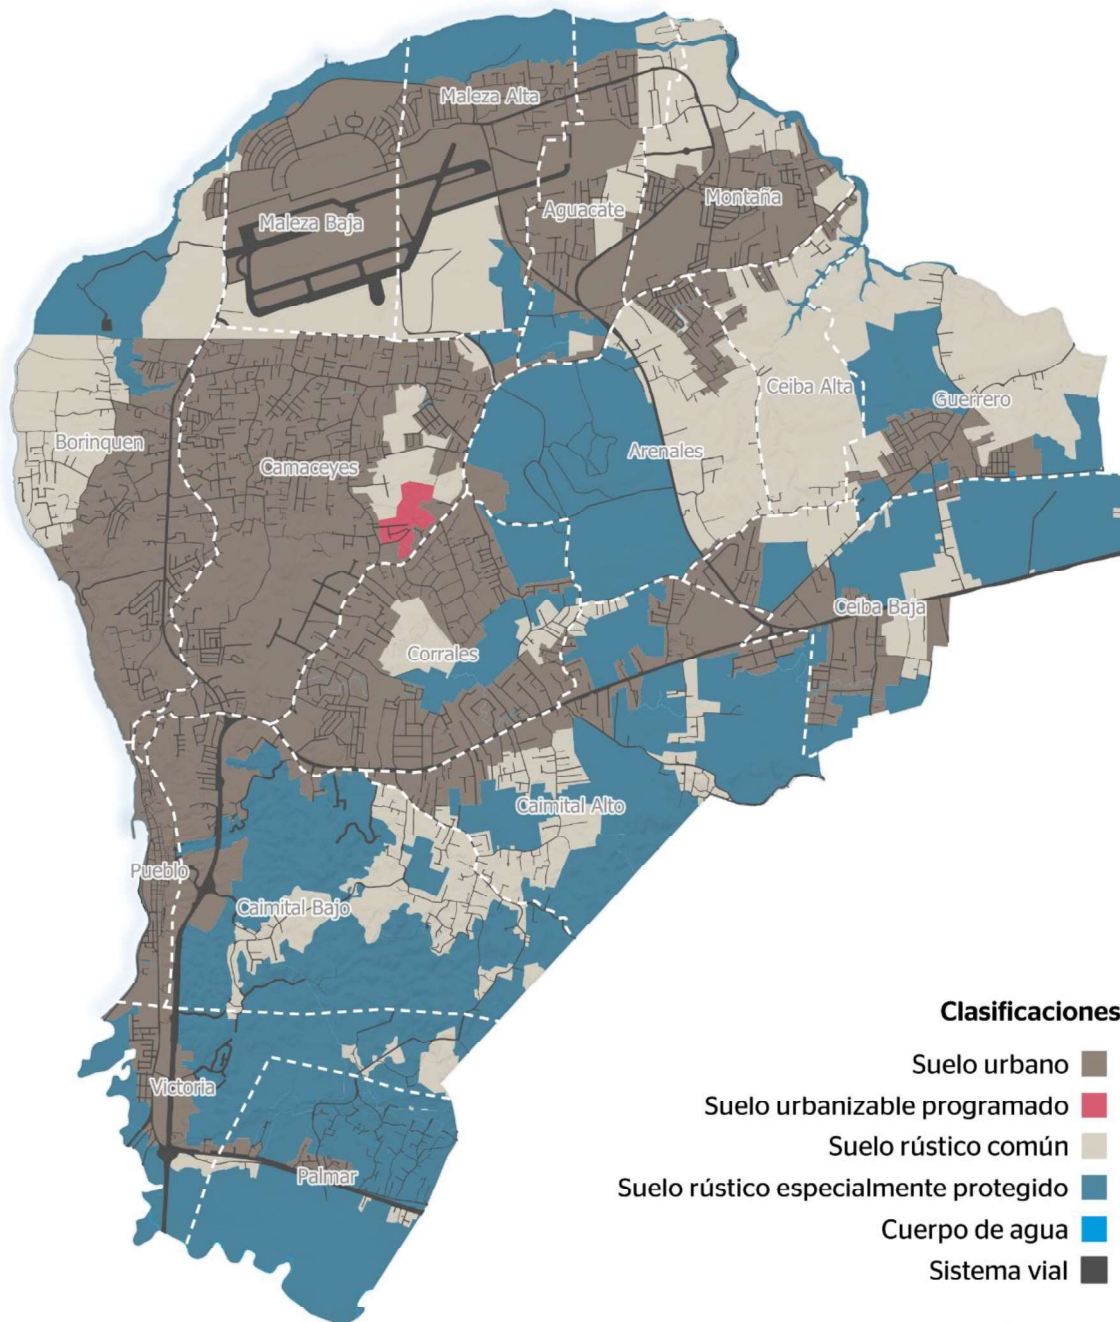 Maleza Alta
Aguacate
Montaña
Maleza Baja
Ceiba Alta
Guerrero
Borinquen
Camaceyes
Arenales
Ceiba Baja
Corrales
Caimital Alto
Pueblo
Caimital Bajo
Victoria
Palmar
Clasificaciones
Suelo urbano
Suelo urbanizable programado
Suelo rústico común
Suelo rústico especialmente protegido
Cuerpo de agua
Sistema vial